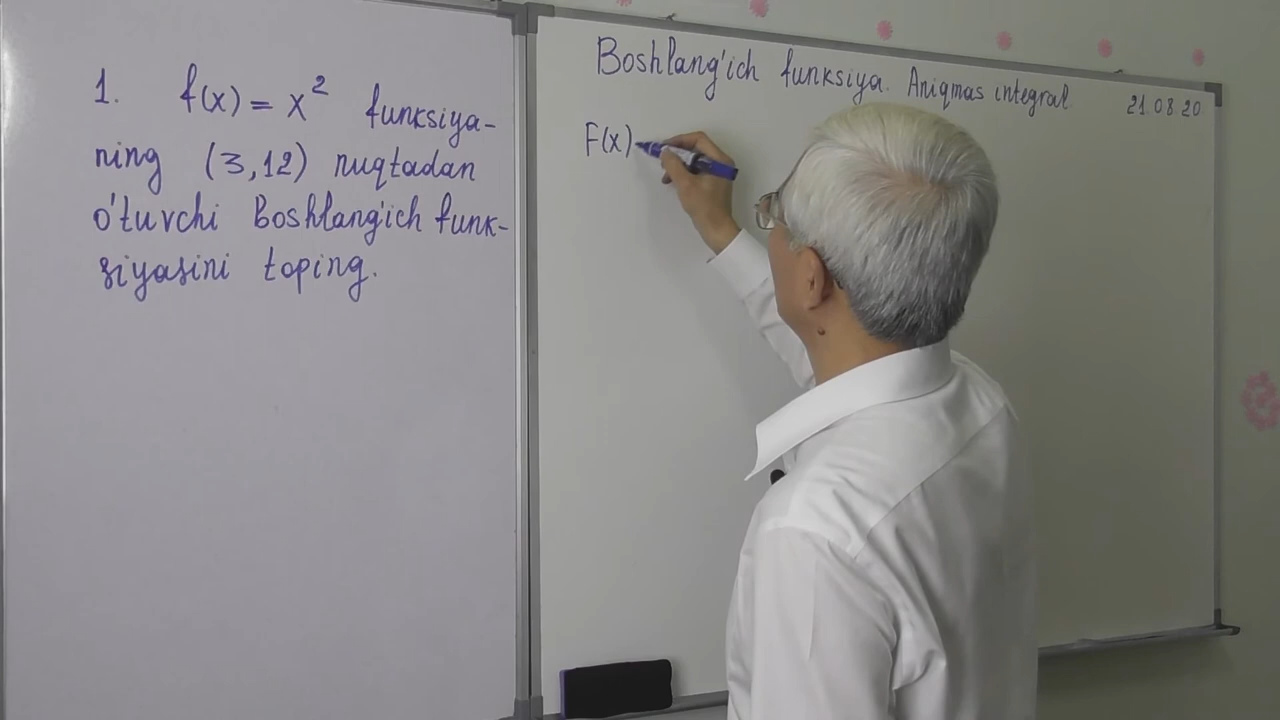 1. f(x) = x² funksiya-
ning (3,12) nuqtadan
o'tuvchi Boshlang'ich funk-
siyasini toping.
Boshlang'ich funksiya. Aniqmas integral.
21.08.20
F(x)